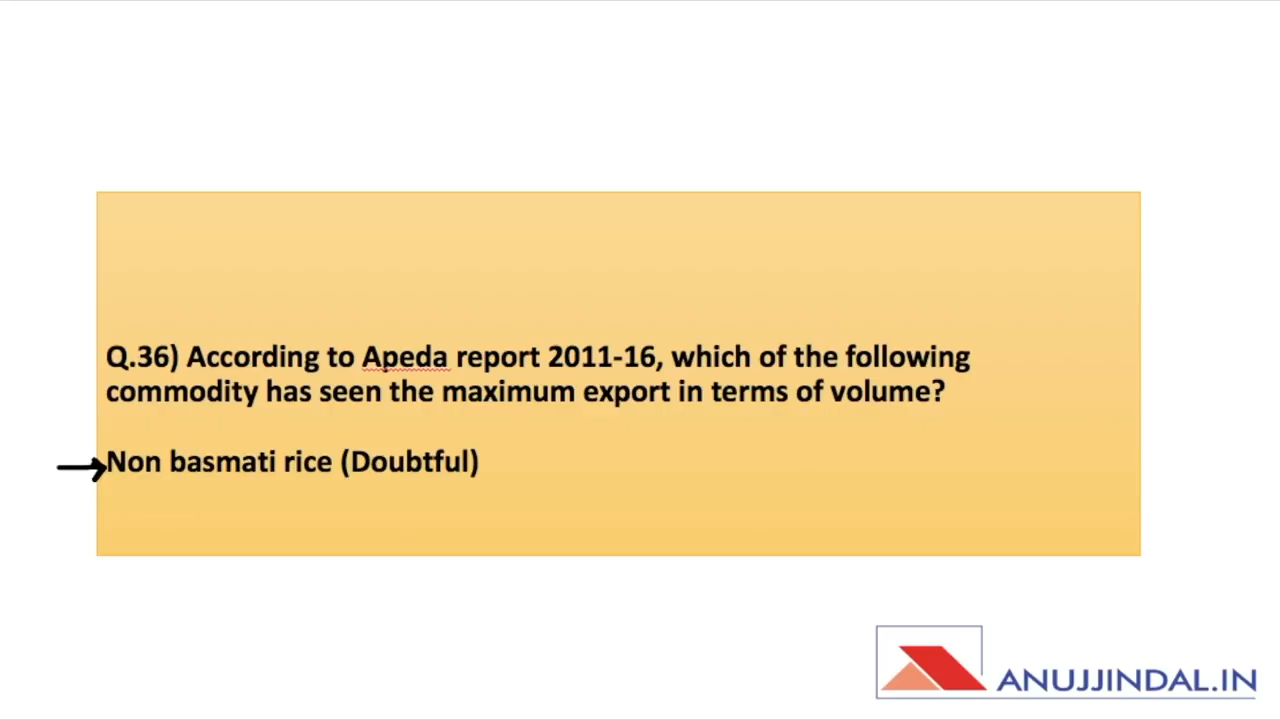 Q.36) According to Apeda report 2011-16, which of the following
commodity has seen the maximum export in terms of volume?
Non basmati rice (Doubtful)
ANUJJINDAL.IN